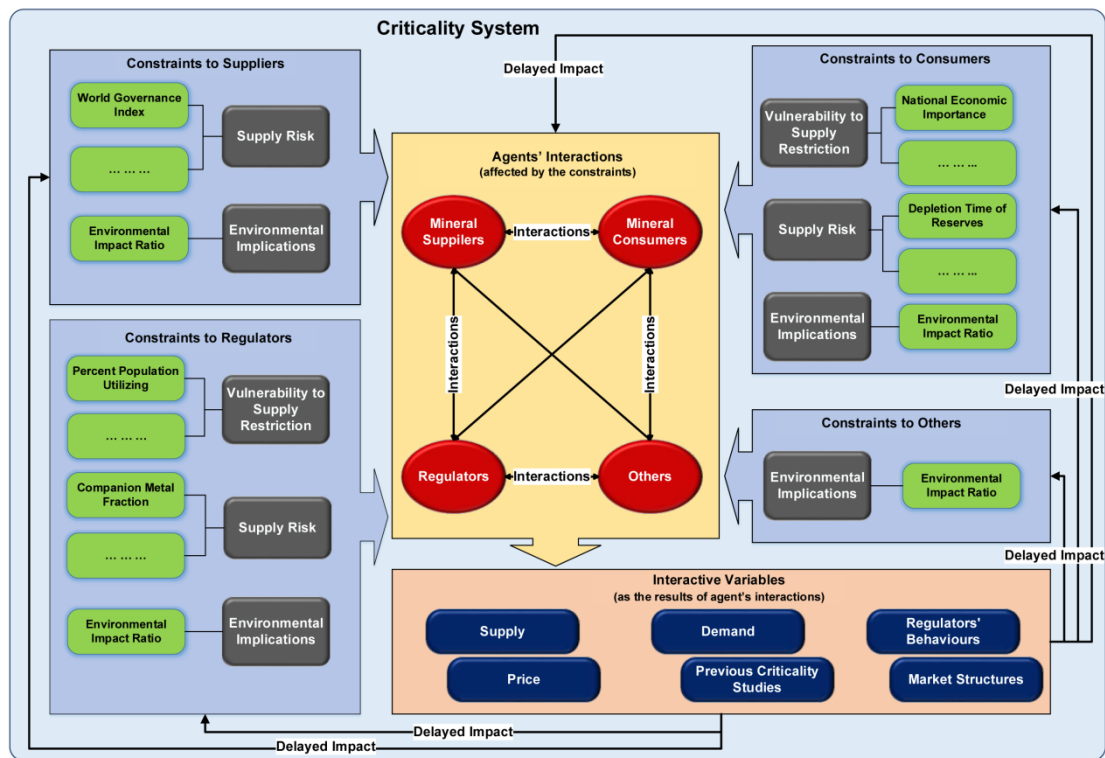 Criticality System
Constraints to Suppliers
World Governance
Index
… … …
Supply Risk
Environmental
Impact Ratio
Environmental
Implications
Constraints to Regulators
Percent Population
Utilizing
… … …
Vulnerability to
Supply
Restriction
Companion Metal
Fraction
… … …
Supply Risk
Environmental
Impact Ratio
Environmental
Implications
Delayed Impact
Agents' Interactions
(affected by the constraints)
Mineral
Suppilers
Interactions
Mineral
Consumers
Interactions
Interactions
Regulators
Interactions
Others
Constraints to Consumers
Vulnerability to
Supply
Restriction
National Economic
Importance
… … ...
Supply Risk
Depletion Time of
Reserves
… … ...
Environmental
Implications
Environmental
Impact Ratio
Delayed Impact
Constraints to Others
Environmental
Implications
Environmental
Impact Ratio
Delayed Impact
Interactive Variables
(as the results of agent's interactions)
Supply
Demand
Regulators'
Behaviours
Price
Previous Criticality
Studies
Market Structures
Delayed Impact
Delayed Impact